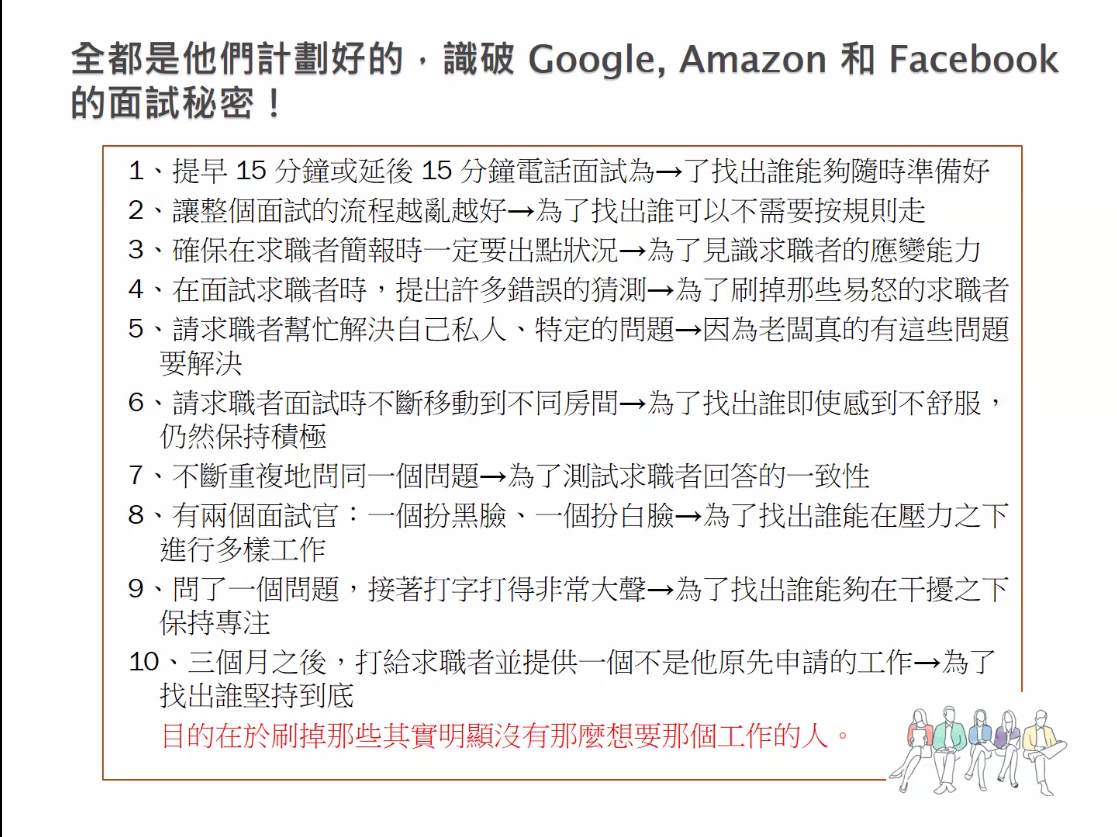 全都是他們計劃好的，識破 Google, Amazon 和 Facebook
的面試秘密！
1、提早 15 分鐘或延後 15 分鐘電話面試為→了找出誰能夠隨時準備好
2、讓整個面試的流程越亂越好→為了找出誰可以不需要按規則走
3、確保在求職者簡報時一定要出點狀況→為了見識求職者的應變能力
4、在面試求職者時，提出許多錯誤的猜測→為了刷掉那些易怒的求職者
5、請求職者幫忙解決自己私人、特定的問題→因為老闆真的有這些問題
要解決
6、請求職者面試時不斷移動到不同房間→為了找出誰即使感到不舒服，
仍然保持積極
7、不斷重複地問同一個問題→為了測試求職者回答的一致性
8、有兩個面試官：一個扮黑臉、一個扮白臉→為了找出誰能在壓力之下
進行多樣工作
9、問了一個問題，接著打字打得非常大聲→為了找出誰能夠在干擾之下
保持專注
10、三個月之後，打給求職者並提供一個不是他原先申請的工作→為了
找出誰堅持到底
目的在於刷掉那些其實明顯沒有那麼想要那個工作的人。